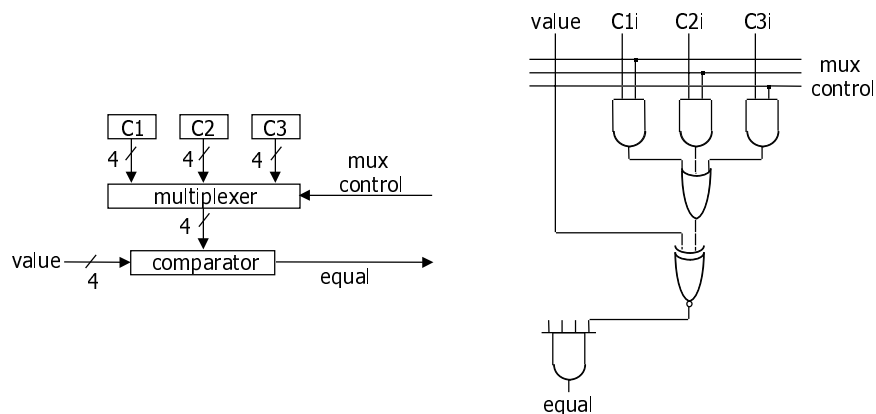 C1
C2
C3
4
4
4
mux
control
multiplexer
4
value
4
comparator
equal
value
C1i
C2i
C3i
mux
control
equal